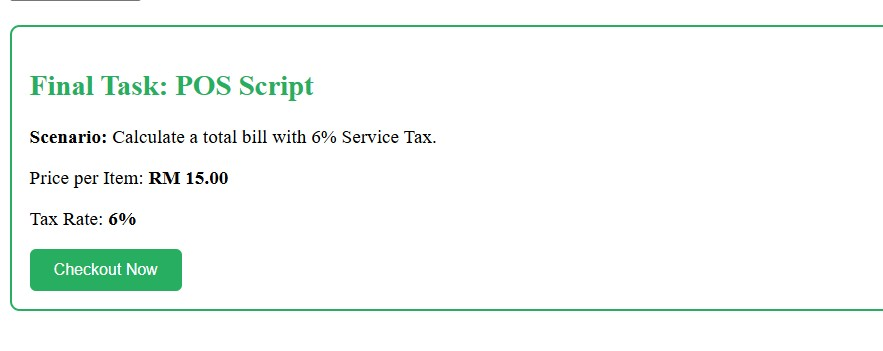 Final Task: POS Script
Scenario: Calculate a total bill with 6% Service Tax.
Price per Item: RM 15.00
Tax Rate: 6%
Checkout Now